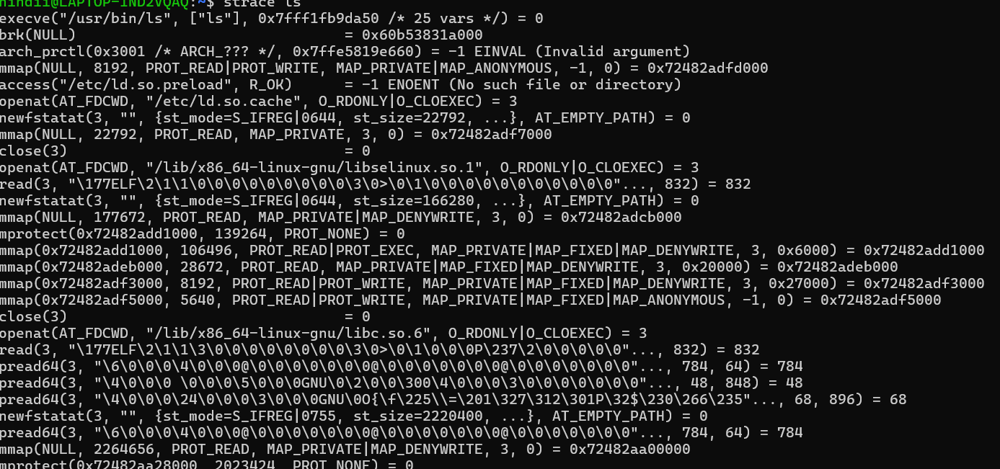 hindii@LAPTOP-1ND2VQAQ:~$ strace ls
execve("/usr/bin/ls", ["ls"], 0x7fff1fb9da50 /* 25 vars */) = 0
brk(NULL)                               = 0x60b53831a000
arch_prctl(0x3001 /* ARCH_??? */, 0x7ffe5819e660) = -1 EINVAL (Invalid argument)
mmap(NULL, 8192, PROT_READ|PROT_WRITE, MAP_PRIVATE|MAP_ANONYMOUS, -1, 0) = 0x72482adfd000
access("/etc/ld.so.preload", R_OK)      = -1 ENOENT (No such file or directory)
openat(AT_FDCWD, "/etc/ld.so.cache", O_RDONLY|O_CLOEXEC) = 3
newfstatat(3, "", {st_mode=S_IFREG|0644, st_size=22792, ...}, AT_EMPTY_PATH) = 0
mmap(NULL, 22792, PROT_READ, MAP_PRIVATE, 3, 0) = 0x72482adf7000
close(3)                                = 0
openat(AT_FDCWD, "/lib/x86_64-linux-gnu/libselinux.so.1", O_RDONLY|O_CLOEXEC) = 3
read(3, "\177ELF\2\1\1\0\0\0\0\0\0\0\0\0\3\0>\0\1\0\0\0\0\0\0\0\0\0\0\0"..., 832) = 832
newfstatat(3, "", {st_mode=S_IFREG|0644, st_size=166280, ...}, AT_EMPTY_PATH) = 0
mmap(NULL, 177672, PROT_READ, MAP_PRIVATE|MAP_DENYWRITE, 3, 0) = 0x72482adcb000
mprotect(0x72482add1000, 139264, PROT_NONE) = 0
mmap(0x72482add1000, 106496, PROT_READ|PROT_EXEC, MAP_PRIVATE|MAP_FIXED|MAP_DENYWRITE, 3, 0x6000) = 0x72482add1000
mmap(0x72482adeb000, 28672, PROT_READ, MAP_PRIVATE|MAP_FIXED|MAP_DENYWRITE, 3, 0x20000) = 0x72482adeb000
mmap(0x72482adf3000, 8192, PROT_READ|PROT_WRITE, MAP_PRIVATE|MAP_FIXED|MAP_DENYWRITE, 3, 0x27000) = 0x72482adf3000
mmap(0x72482adf5000, 5640, PROT_READ|PROT_WRITE, MAP_PRIVATE|MAP_FIXED|MAP_ANONYMOUS, -1, 0) = 0x72482adf5000
close(3)                                = 0
openat(AT_FDCWD, "/lib/x86_64-linux-gnu/libc.so.6", O_RDONLY|O_CLOEXEC) = 3
read(3, "\177ELF\2\1\1\3\0\0\0\0\0\0\0\0\3\0>\0\1\0\0\0P\237\2\0\0\0\0\0"..., 832) = 832
pread64(3, "\6\0\0\0\4\0\0\0@\0\0\0\0\0\0\0@\0\0\0\0\0\0\0@\0\0\0\0\0\0\0"..., 784, 64) = 784
pread64(3, "\4\0\0\0 \0\0\0\5\0\0\0GNU\0\2\0\0\300\4\0\0\0\3\0\0\0\0\0\0\0"..., 48, 848) = 48
pread64(3, "\4\0\0\0\24\0\0\0\3\0\0\0GNU\0O{\f\225\\=\201\327\312\301P\32$\230\266\235"..., 68, 896) = 68
newfstatat(3, "", {st_mode=S_IFREG|0755, st_size=2220400, ...}, AT_EMPTY_PATH) = 0
pread64(3, "\6\0\0\0\4\0\0\0@\0\0\0\0\0\0\0@\0\0\0\0\0\0\0@\0\0\0\0\0\0\0"..., 784, 64) = 784
mmap(NULL, 2264656, PROT_READ, MAP_PRIVATE|MAP_DENYWRITE, 3, 0) = 0x72482aa00000
mprotect(0x72482aa28000, 2023424, PROT_NONE) = 0